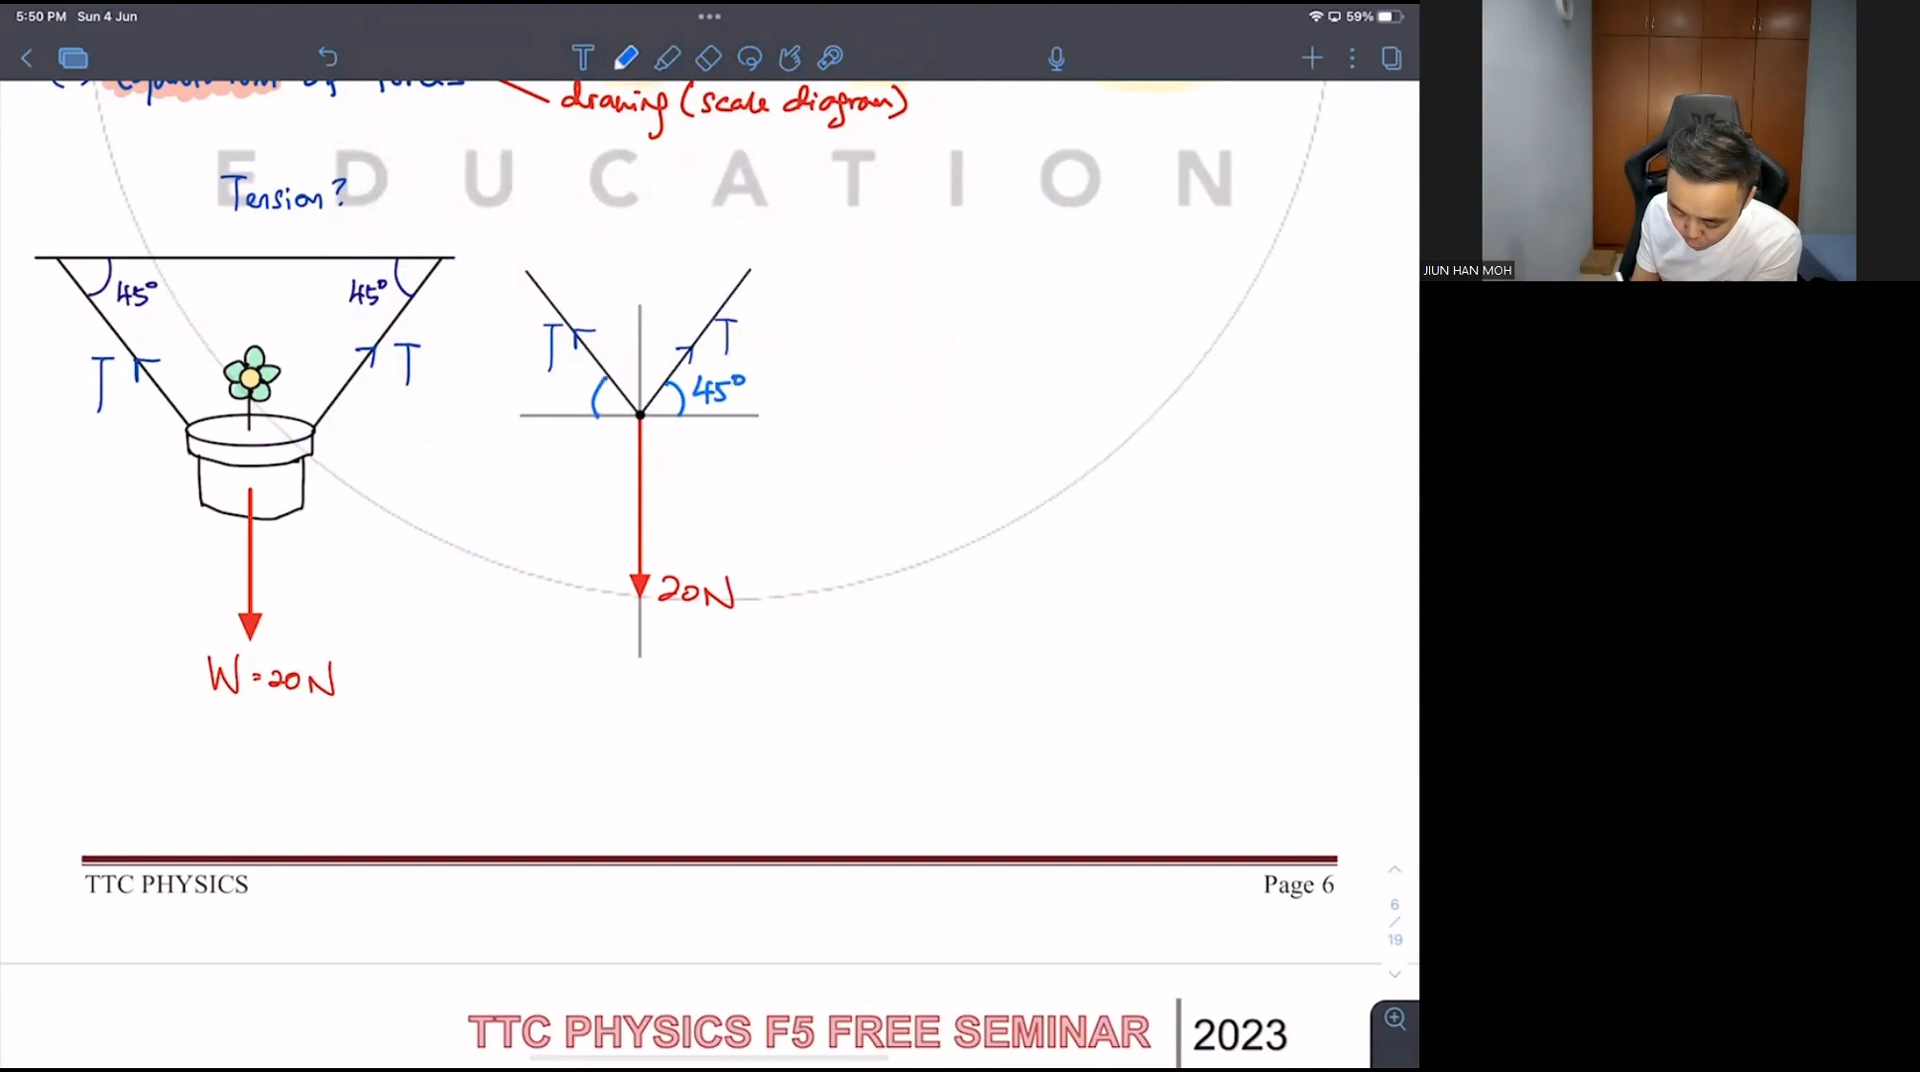 5:50 PM Sun 4 Jun
59%
T
of
drawing (scale diagram)
EDUCATION
Tension?
45°
45°
T
T
T
T
45°
20N
W = 20N
JIUN HAN MOH
TTC PHYSICS
Page 6
6
/
19
TTC PHYSICS F5 FREE SEMINAR
2023